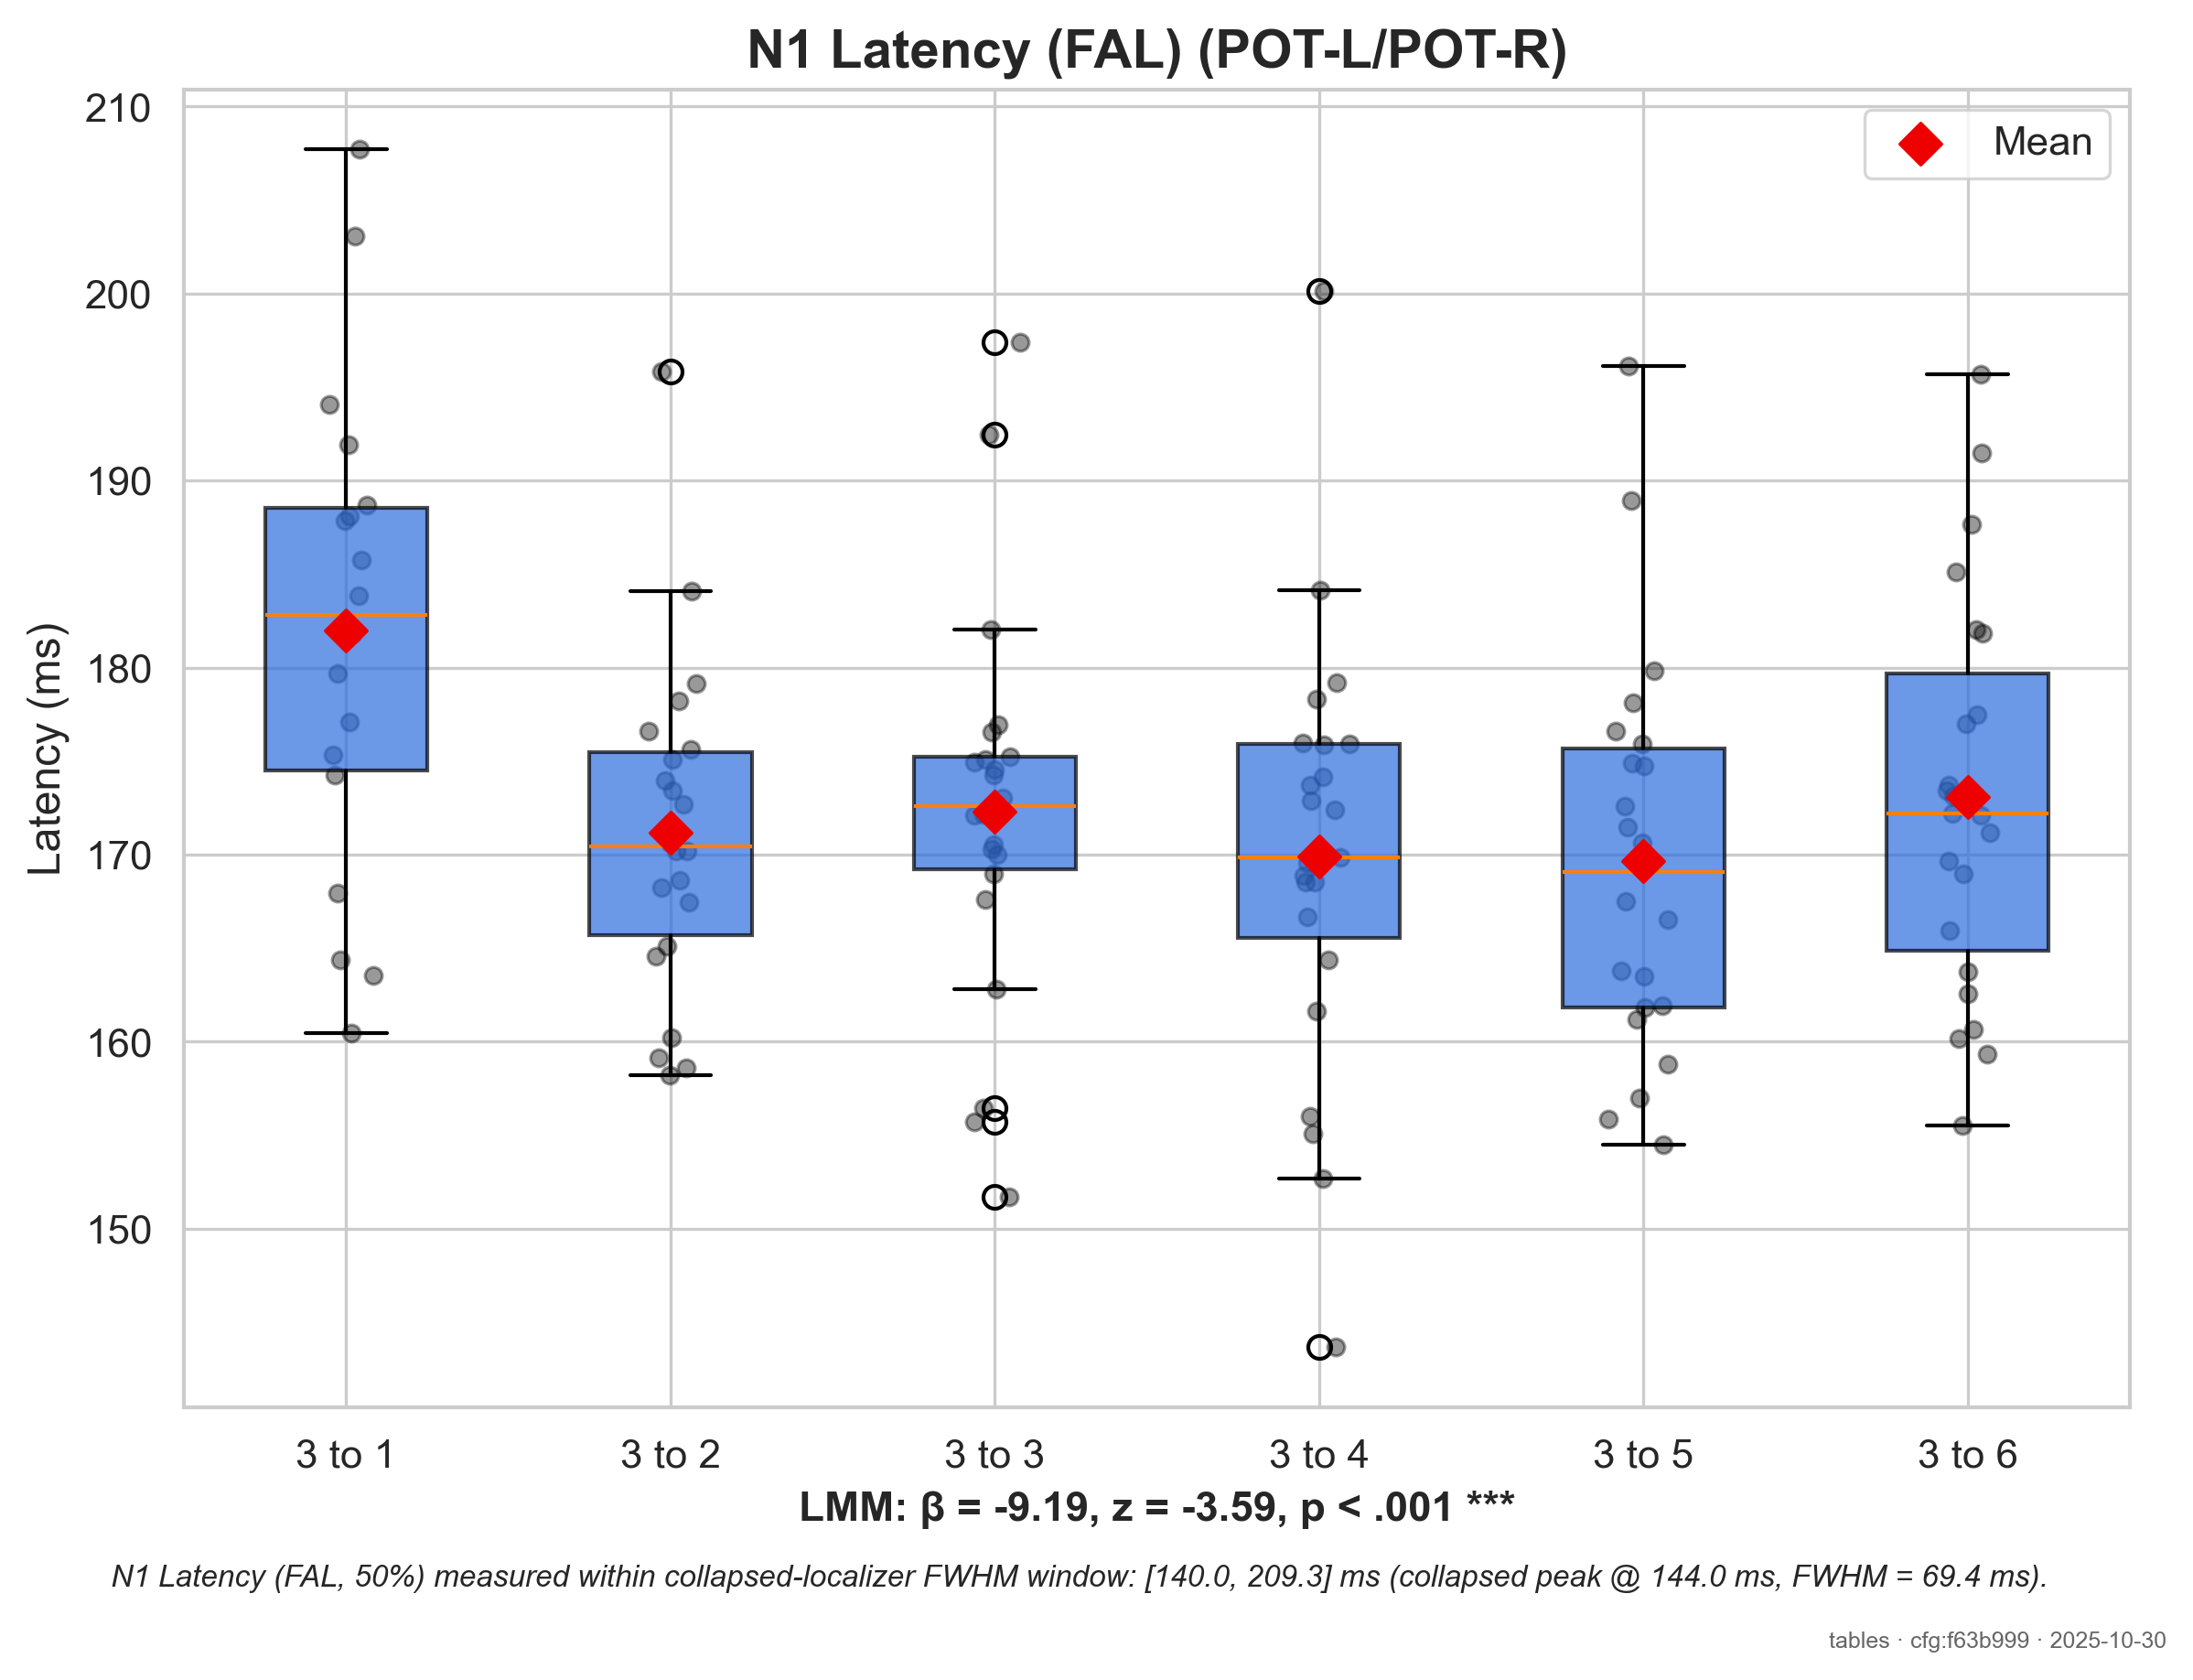 N1 Latency (FAL) (POT-L/POT-R)
Mean
Latency (ms)
210
200
190
180
170
160
150
3 to 1 3 to 2 3 to 3 3 to 4 3 to 5 3 to 6
LMM: β = -9.19, z = -3.59, p < .001 ***
N1 Latency (FAL, 50%) measured within collapsed-localizer FWHM window: [140.0, 209.3] ms (collapsed peak @ 144.0 ms, FWHM = 69.4 ms).
tables · cfg:f63b999 · 2025-10-30